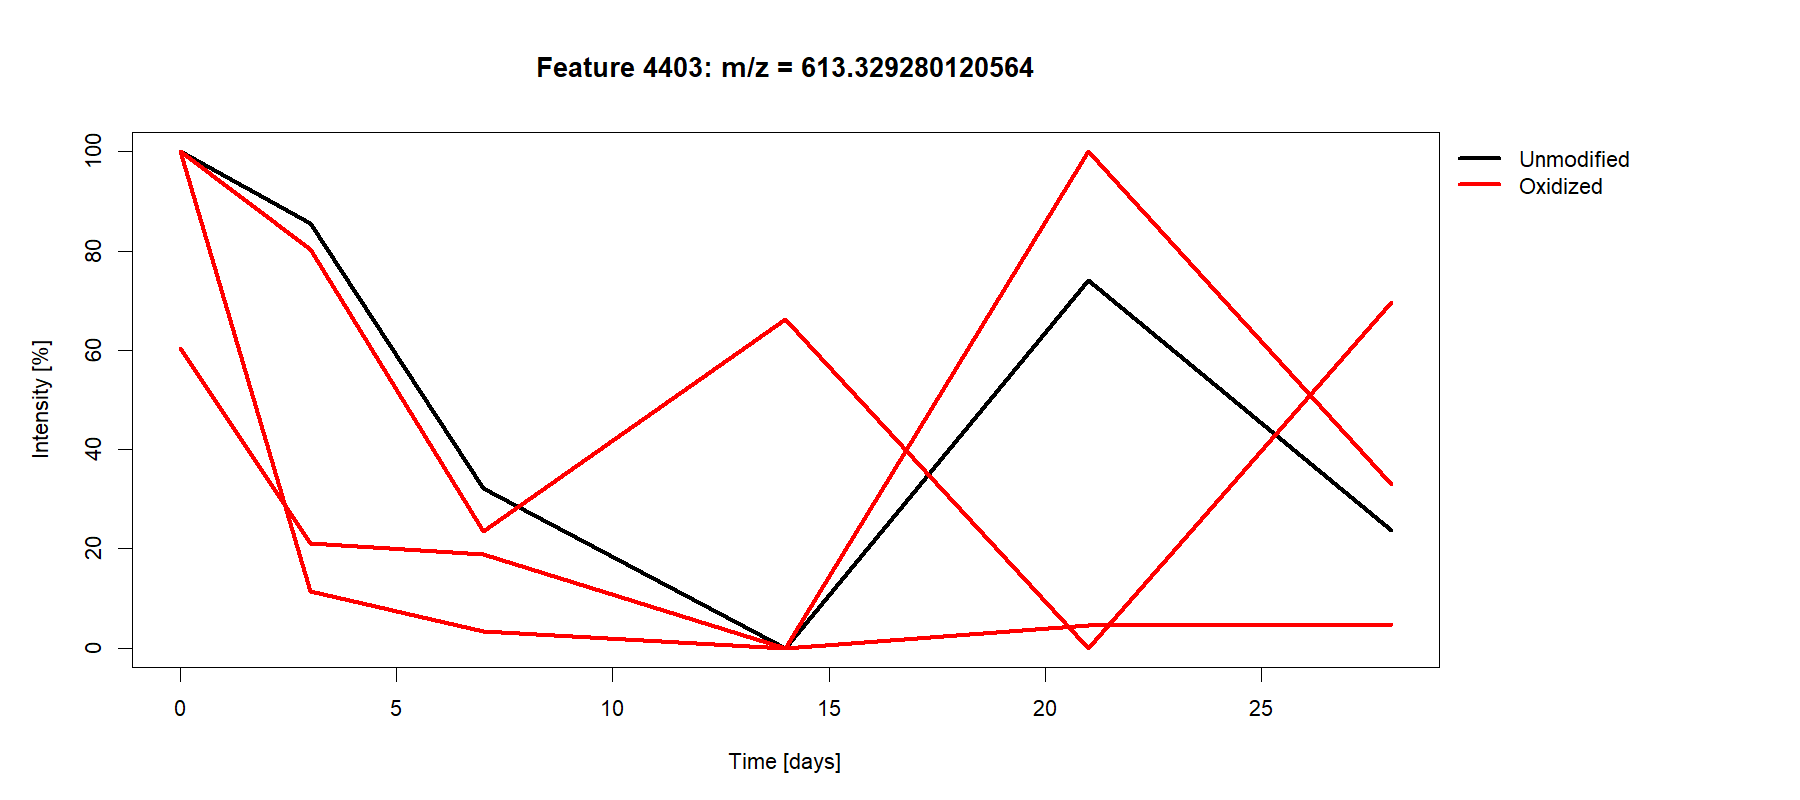 Feature 4403: m/z = 613.329280120564
Unmodified
Oxidized
Intensity [%]
100
80
60
40
20
0
0 5 10 15 20 25
Time [days]